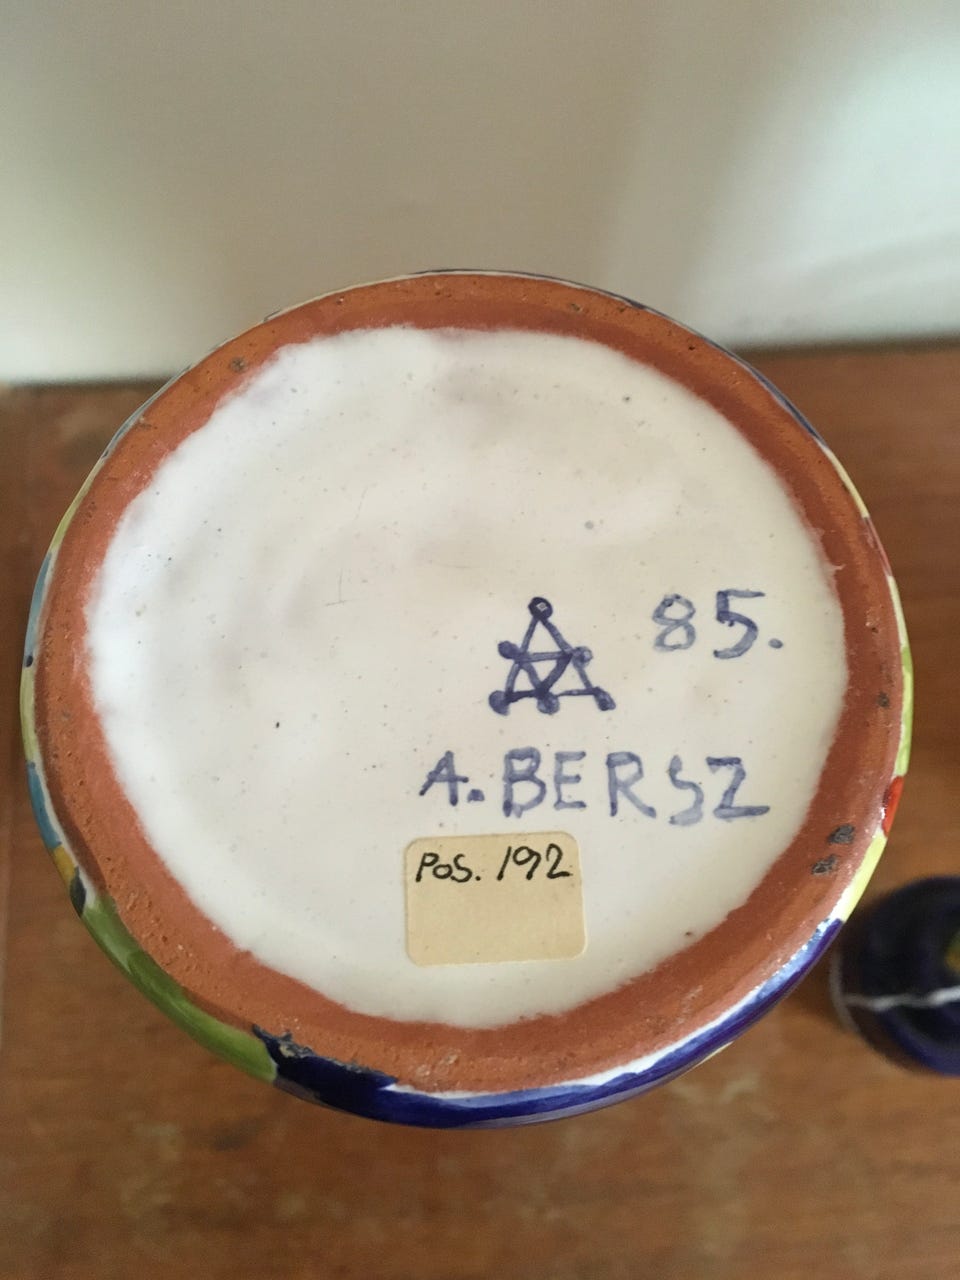 85.
A. BERSZ
POS. 192